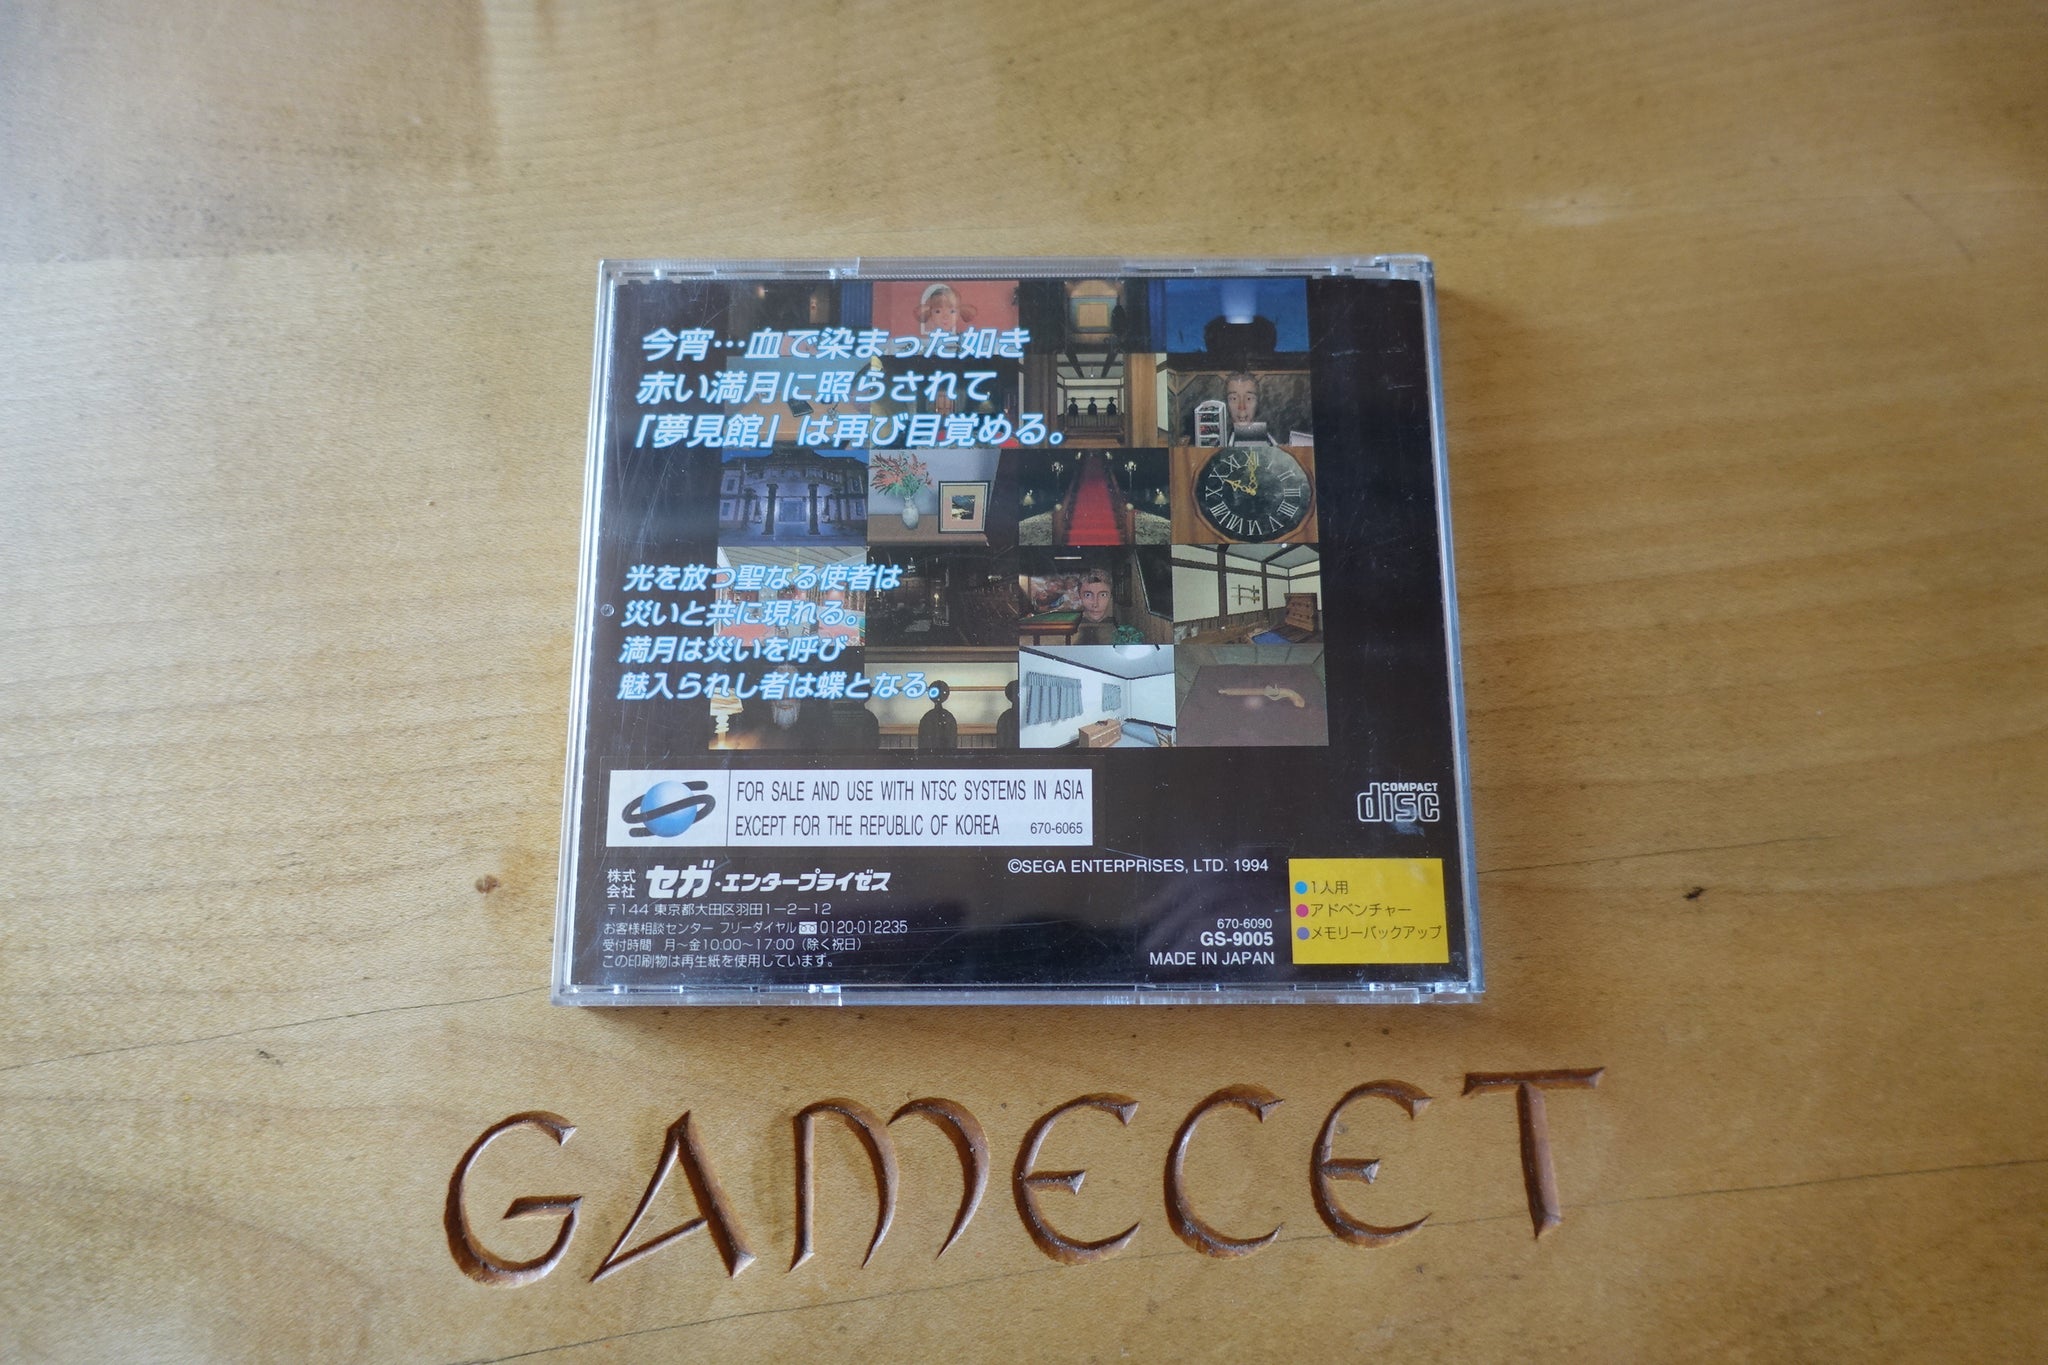 今宵…血で染まった如き
赤い満月に照らされて
「夢見館」は再び目覚める。
光を放つ聖なる使者は
災いと共に現れる。
満月は災いを呼び
魅入られし者は蝶となる。
FOR SALE AND USE WITH NTSC SYSTEMS IN ASIA
EXCEPT FOR THE REPUBLIC OF KOREA 670-6065
COMPACT
disc
株式会社 セガ・エンタープライゼス
©SEGA ENTERPRISES, LTD. 1994
〒144 東京都大田区羽田1-2-12
お客様相談センター フリーダイヤル 0120-012235
受付時間 月〜金10:00〜17:00（除く祝日）
この印刷物は再生紙を使用しています。
670-6090
GS-9005
MADE IN JAPAN
1人用
アドベンチャー
メモリーバックアップ
GAMECET